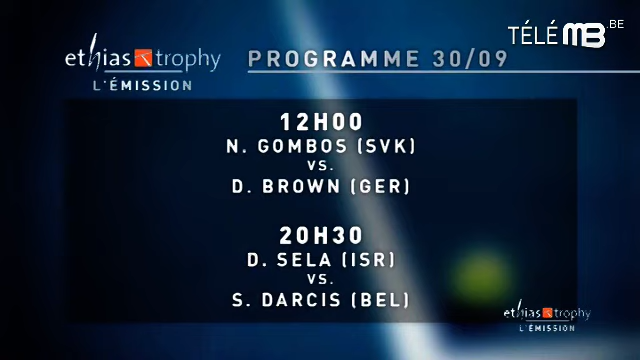 TÉLÉ MB.BE
ethias trophy
L'ÉMISSION
PROGRAMME 30/09
12H00
N. GOMBOS (SVK)
VS.
D. BROWN (GER)
20H30
D. SELA (ISR)
VS.
S. DARCIS (BEL)
ethias trophy
L'ÉMISSION